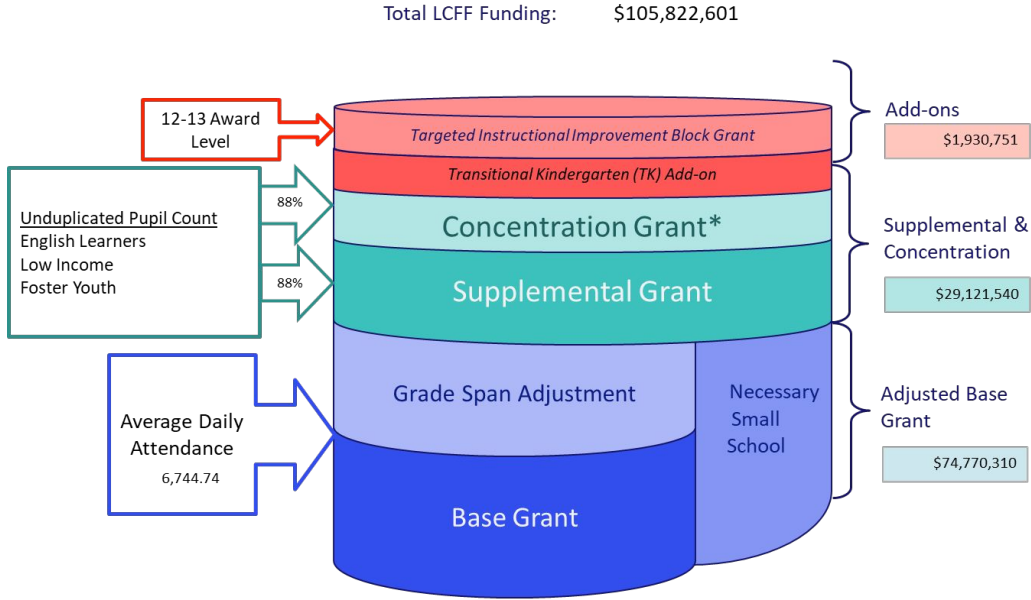 Total LCFF Funding: $105,822,601
12-13 Award
Level
Targeted Instructional Improvement Block Grant
Add-ons
$1,930,751
Transitional Kindergarten (TK) Add-on
Unduplicated Pupil Count
English Learners
Low Income
Foster Youth
88%
88%
Concentration Grant*
Supplemental Grant
Supplemental &
Concentration
$29,121,540
Average Daily
Attendance
6,744.74
Grade Span Adjustment
Necessary
Small
School
Adjusted Base
Grant
$74,770,310
Base Grant